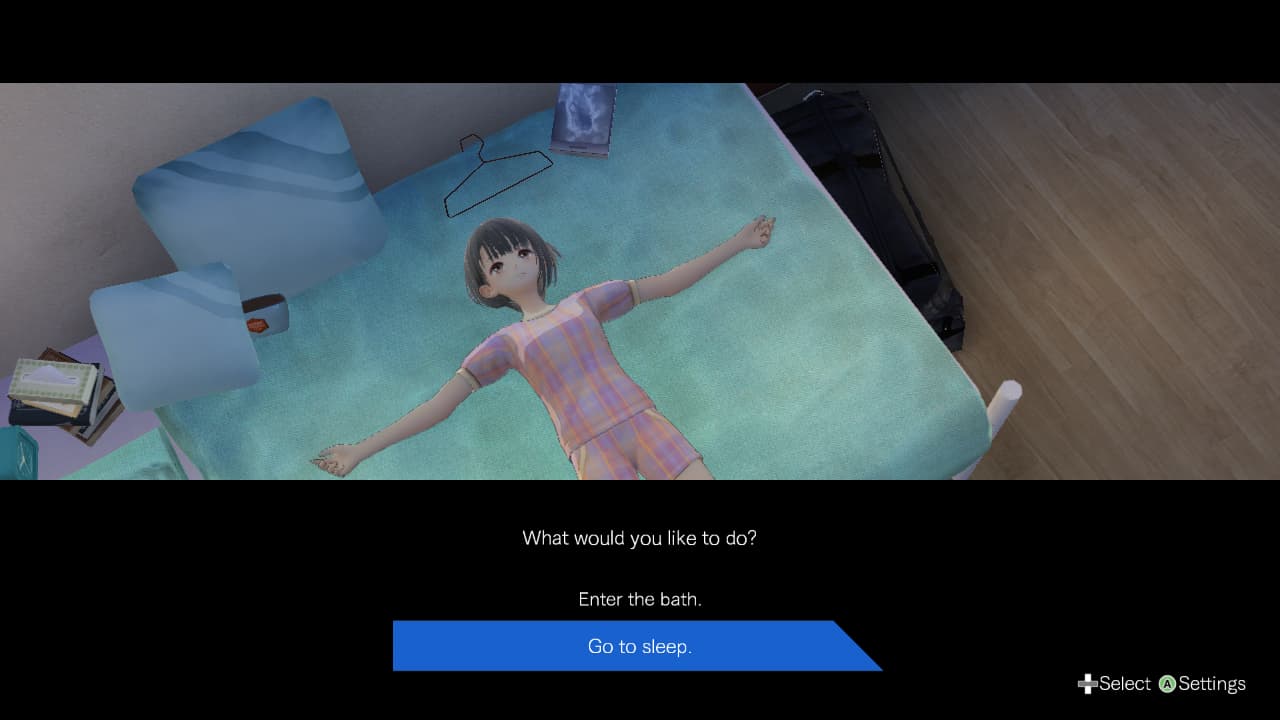 What would you like to do?
Enter the bath.
Go to sleep.
Select A Settings